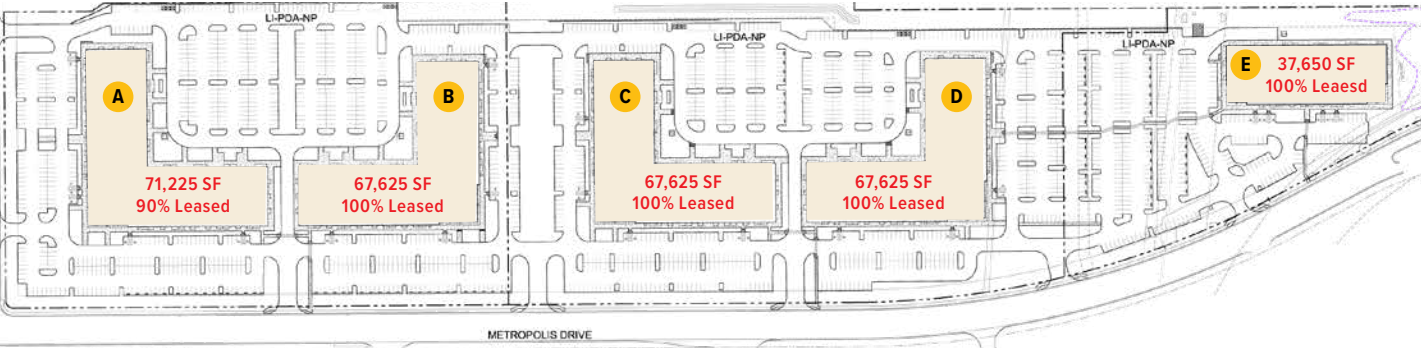 LI-PDA-NP
LI-PDA-NP
LI-PDA-NP
A
71,225 SF
90% Leased
B
67,625 SF
100% Leased
C
67,625 SF
100% Leased
D
67,625 SF
100% Leased
E
37,650 SF
100% Leaesd
METROPOLIS DRIVE